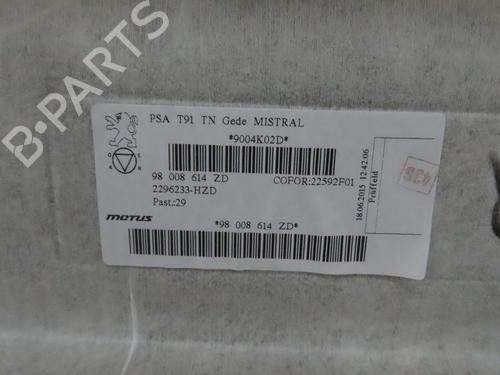 PSA T91 TN Gede MISTRAL
*9004K02D*
98 008 614 ZD
COFOR:22592F01
2296233-HZD
Past.:29
MOTUS
*98 008 614 ZD*
18.06.2015 12:42:06
Prüffeld
436
B-PARTS